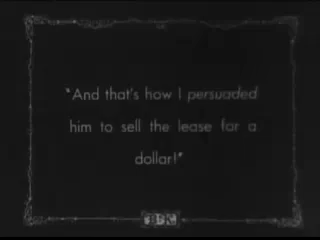 "And that's how I persuaded
him to sell the lease for a
dollar!"